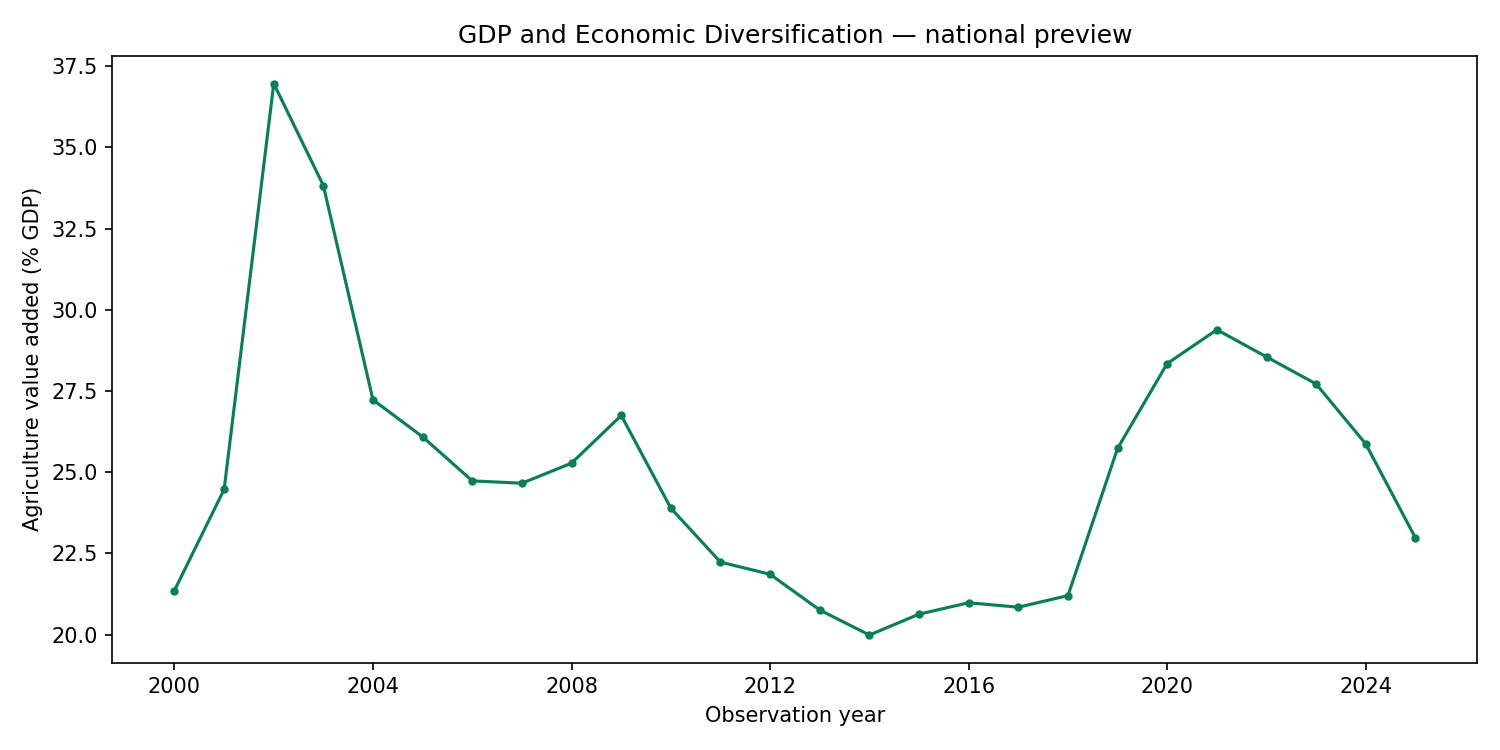 GDP and Economic Diversification — national preview
Agriculture value added (% GDP)
37.5
35.0
32.5
30.0
27.5
25.0
22.5
20.0
2000 2004 2008 2012 2016 2020 2024
Observation year